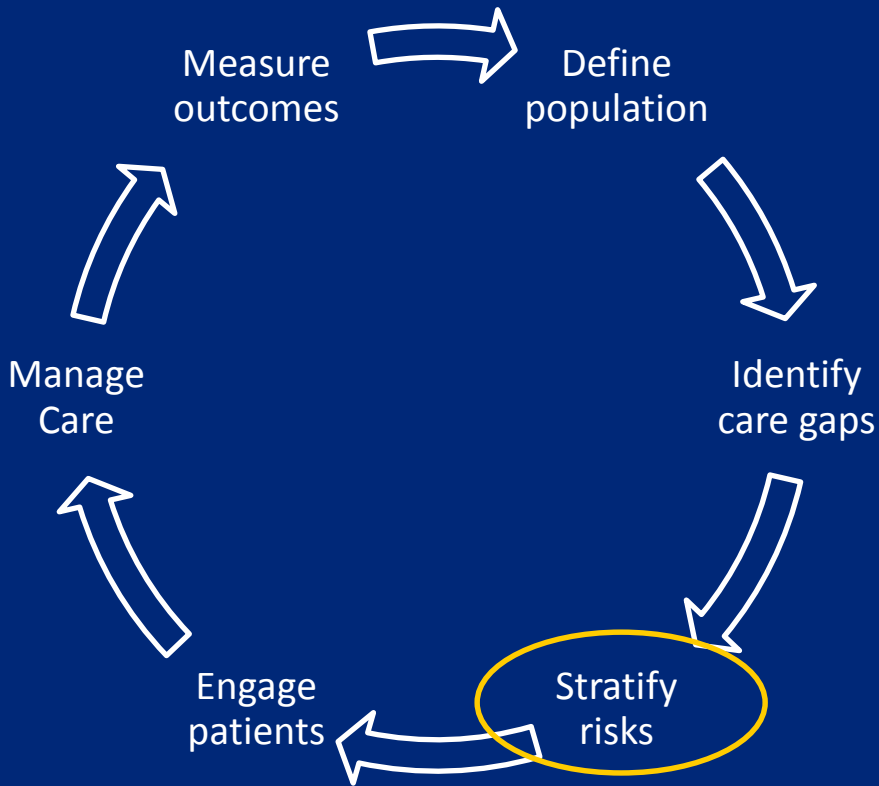 Measure
outcomes
Define
population
Identify
care gaps
Stratify
risks
Engage
patients
Manage
Care